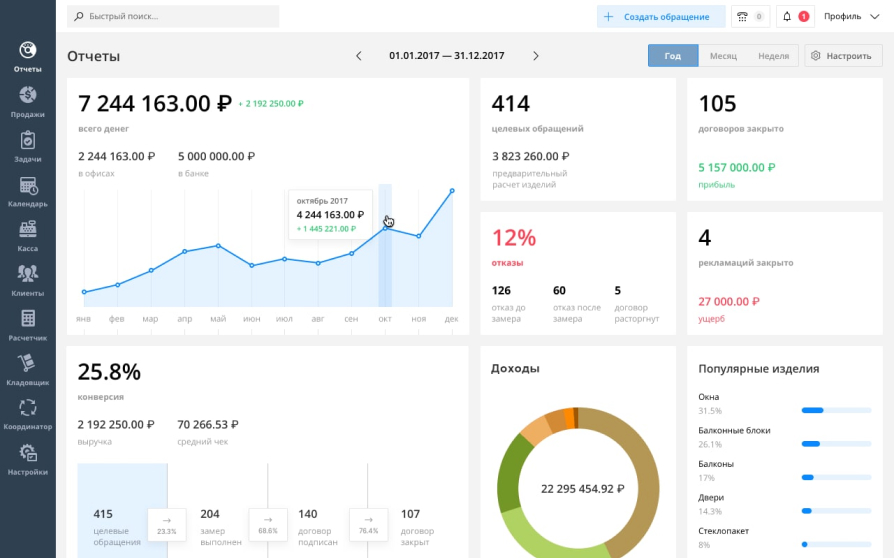 Быстрый поиск...
+ Создать обращение
0
1
Профиль
Отчеты
Продажи
Задачи
Календарь
Касса
Клиенты
Расчетчик
Кладовщик
Координатор
Настройки
Отчеты
01.01.2017 — 31.12.2017
Год
Месяц
Неделя
Настроить
7 244 163.00 ₽ + 2 192 250.00 ₽
всего денег
2 244 163.00 ₽ 5 000 000.00 ₽
в офисах в банке
октябрь 2017
4 244 163.00 ₽
+ 1 445 221.00 ₽
янв фев мар апр май июн июл авг сен окт ноя дек
414
целевых обращений
3 823 260.00 ₽
предварительный
расчет изделий
105
договоров закрыто
5 157 000.00 ₽
прибыль
12%
отказы
126 60 5
отказ до отказ после договор
замера замера расторгнут
4
рекламаций закрыто
27 000.00 ₽
ущерб
25.8%
конверсия
2 192 250.00 ₽ 70 266.53 ₽
выручка средний чек
415 204 140 107
целевые замер договор договор
обращения выполнен подписан закрыт
→ → →
23.3% 68.6% 76.4%
Доходы
22 295 454.92 ₽
Популярные изделия
Окна
31.5%
Балконные блоки
26.1%
Балконы
17%
Двери
14.3%
Стеклопакет
8%